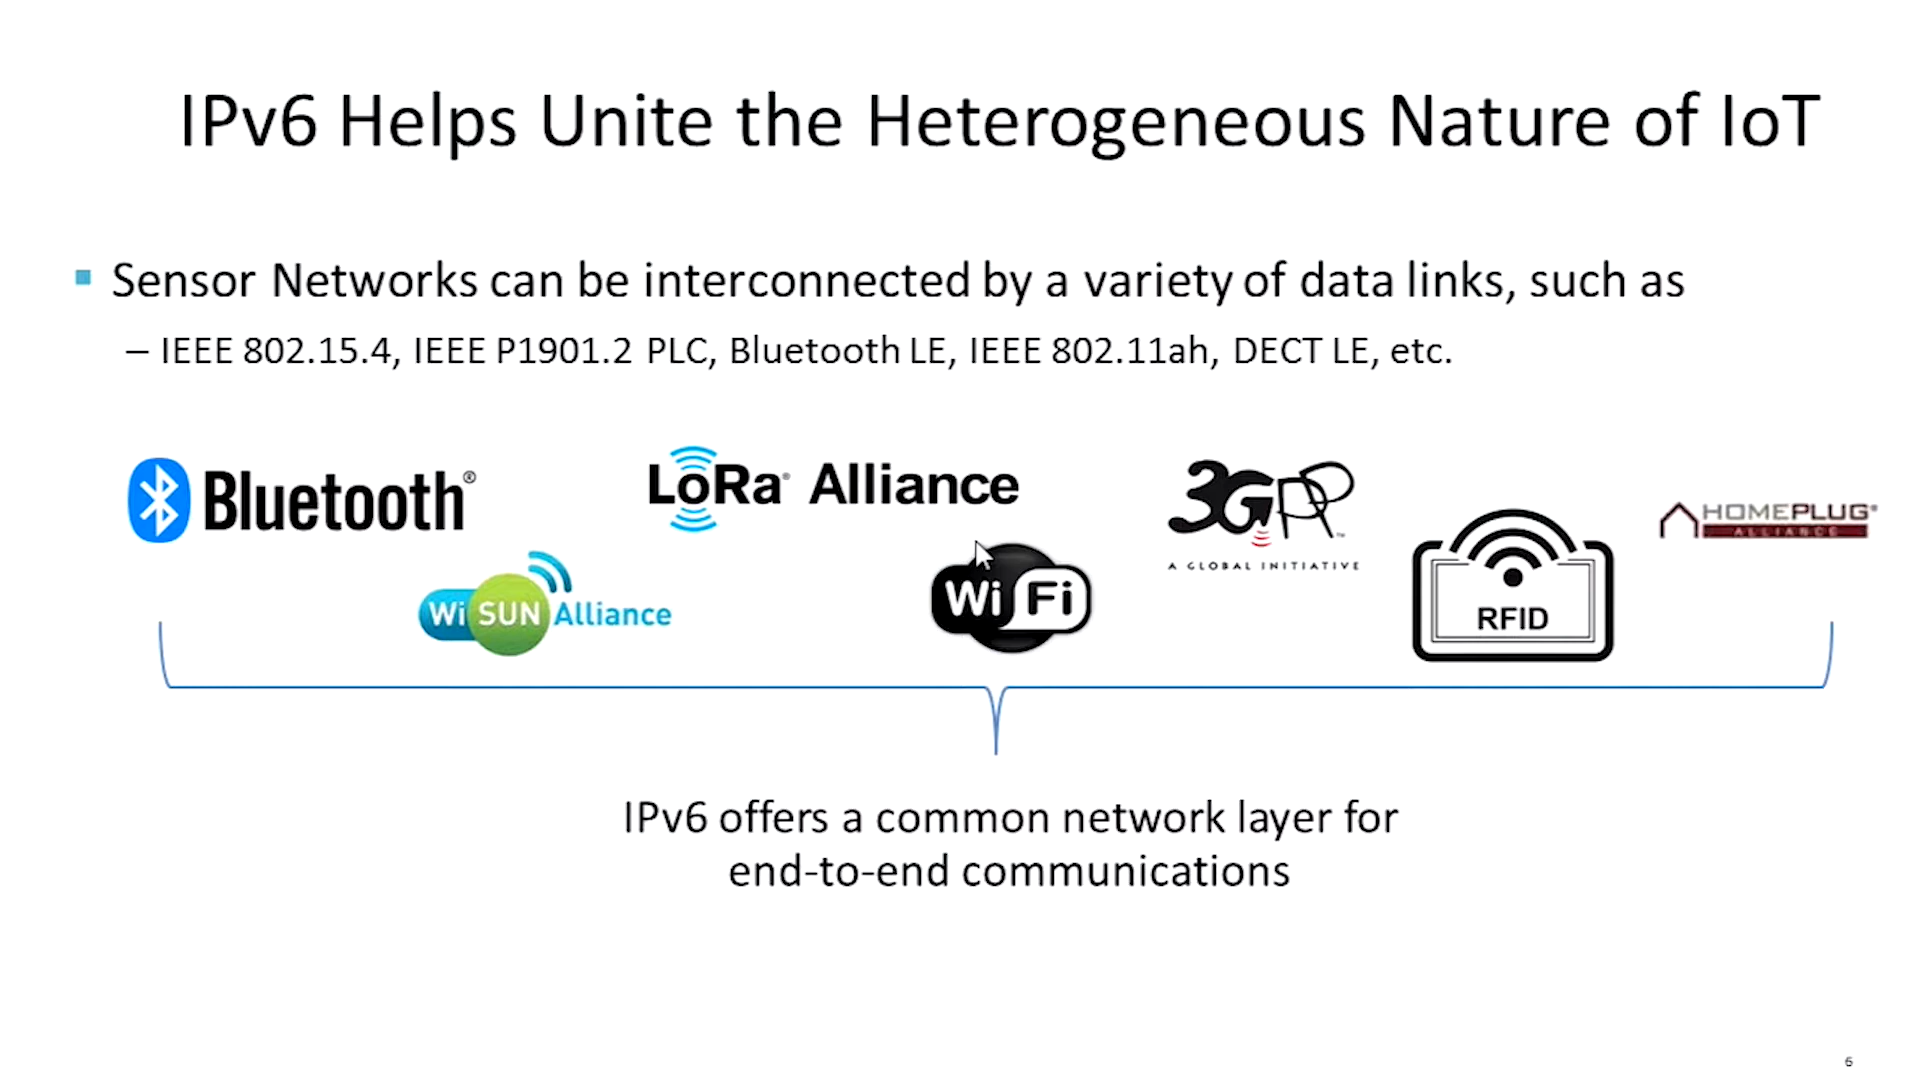 IPv6 Helps Unite the Heterogeneous Nature of IoT
▪ Sensor Networks can be interconnected by a variety of data links, such as
– IEEE 802.15.4, IEEE P1901.2 PLC, Bluetooth LE, IEEE 802.11ah, DECT LE, etc.
Bluetooth®
LoRa® Alliance
3GPP™
A GLOBAL INITIATIVE
HOMEPLUG®
ALLIANCE
Wi SUN Alliance
Wi Fi
RFID
IPv6 offers a common network layer for
end-to-end communications
6